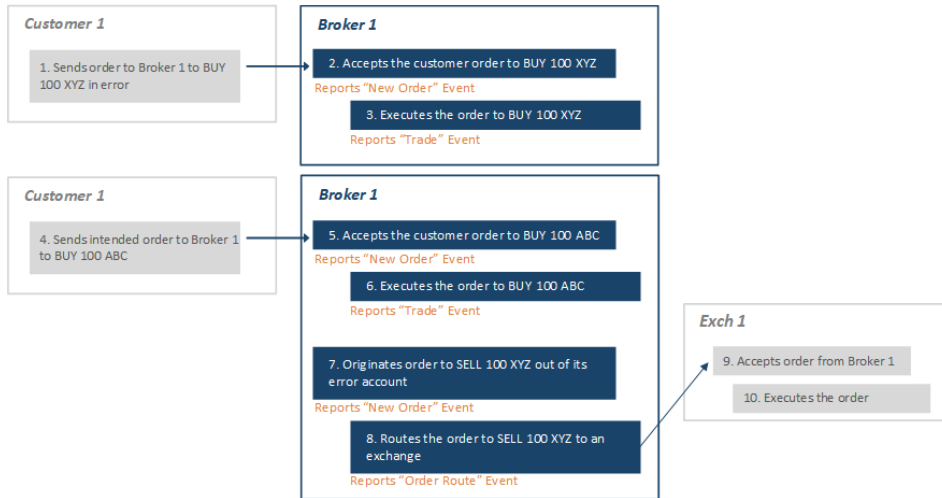 Customer 1
Broker 1
1. Sends order to Broker 1 to BUY
100 XYZ in error
2. Accepts the customer order to BUY 100 XYZ
Reports "New Order" Event
3. Executes the order to BUY 100 XYZ
Reports "Trade" Event
Customer 1
Broker 1
4. Sends intended order to Broker 1
to BUY 100 ABC
5. Accepts the customer order to BUY 100 ABC
Reports "New Order" Event
6. Executes the order to BUY 100 ABC
Reports "Trade" Event
7. Originates order to SELL 100 XYZ out of its
error account
Reports "New Order" Event
8. Routes the order to SELL 100 XYZ to an
exchange
Reports "Order Route" Event
Exch 1
9. Accepts order from Broker 1
10. Executes the order